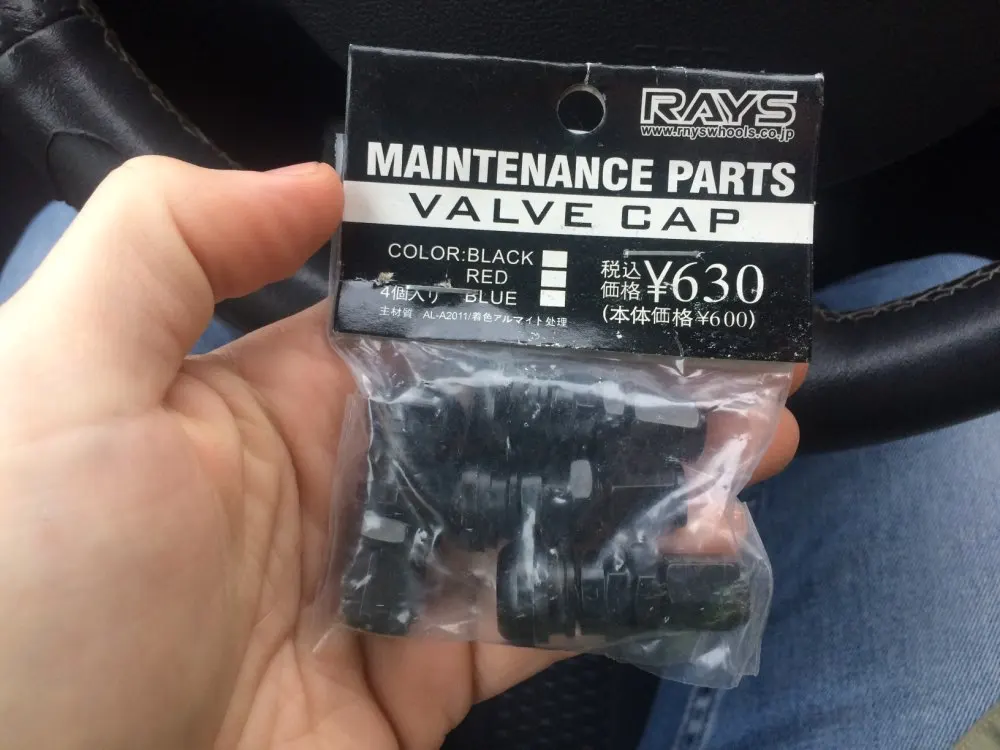 RAYS
www.rayswheels.co.jp
MAINTENANCE PARTS
VALVE CAP
COLOR:BLACK
RED
4個入り BLUE
主材質 AL-A2011/着色アルマイト処理
税込価格 ¥630
(本体価格¥600)